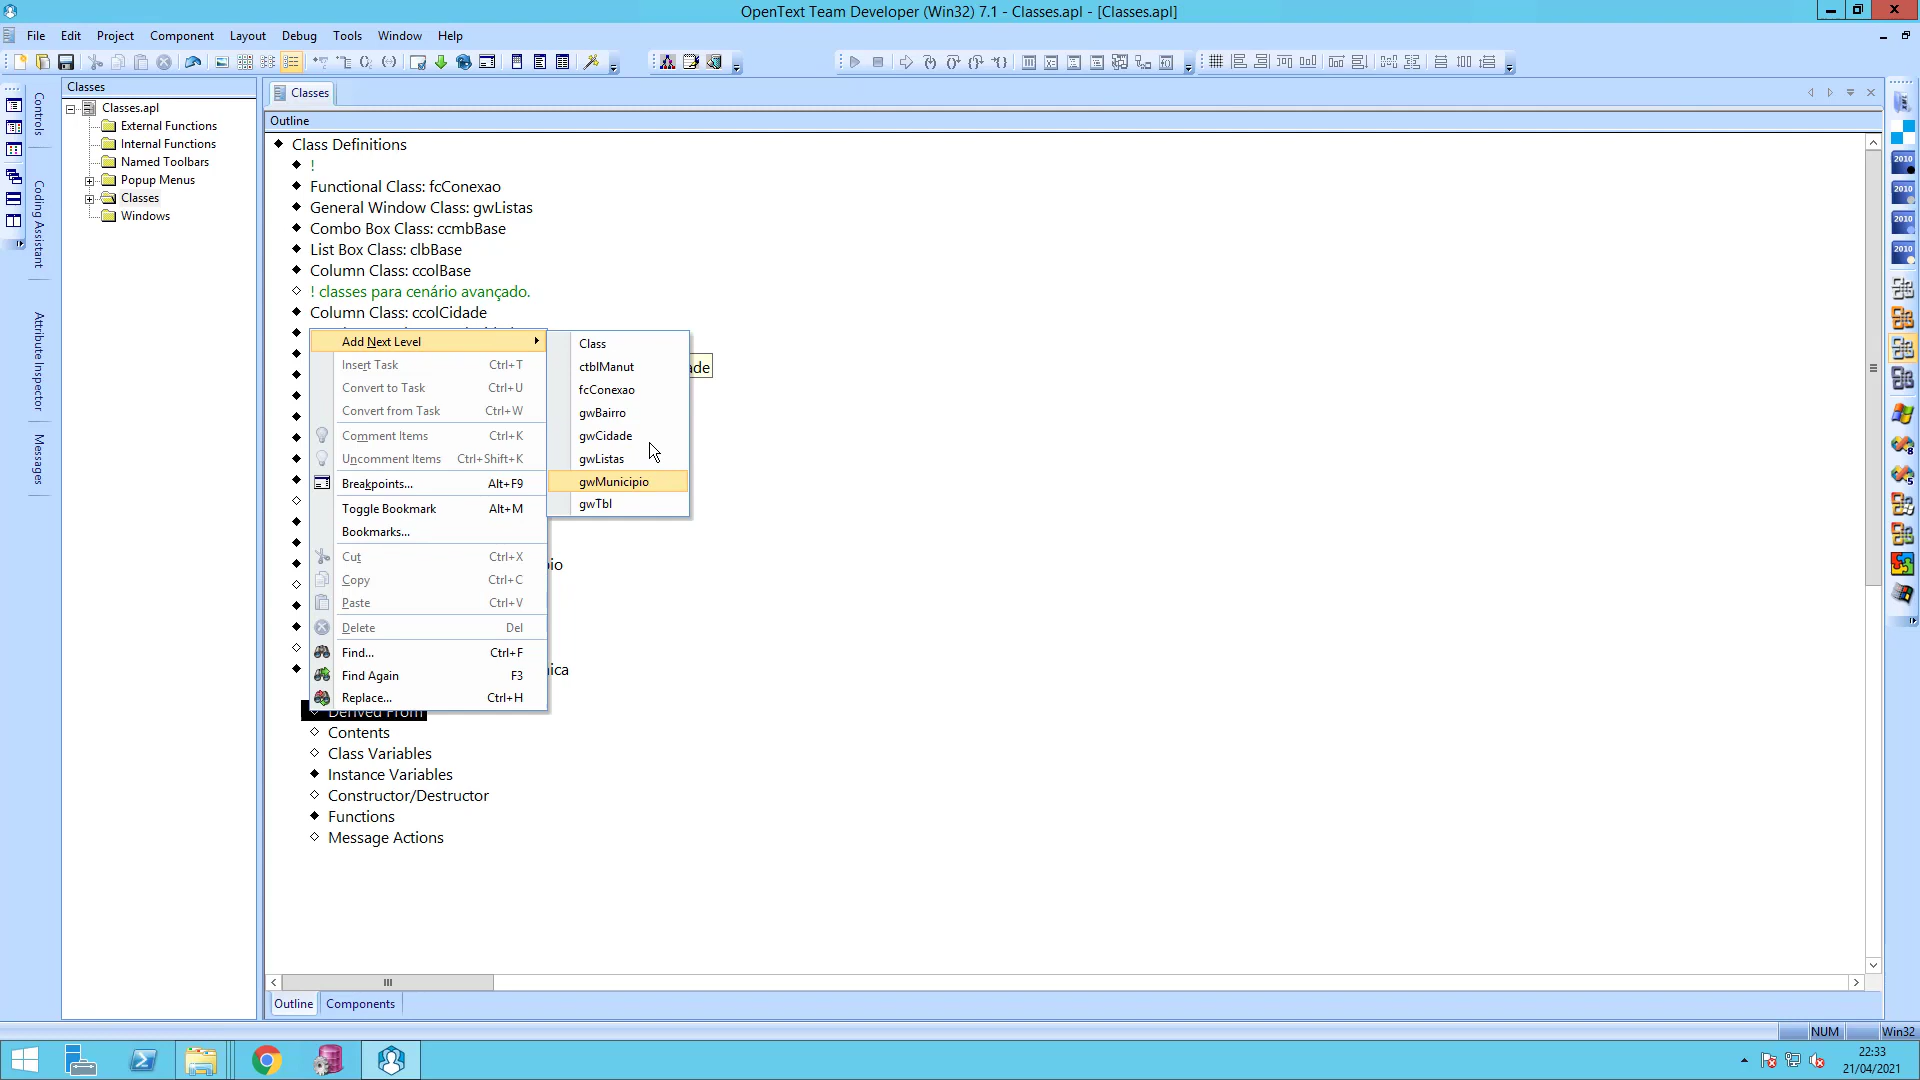 OpenText Team Developer (Win32) 7.1 - Classes.apl - [Classes.apl]
File Edit Project Component Layout Debug Tools Window Help
Classes
Classes.apl
External Functions
Internal Functions
Named Toolbars
Popup Menus
Classes
Windows
Controls
Coding Assistant
Attribute Inspector
Messages
Classes
Outline
Class Definitions
!
Functional Class: fcConexao
General Window Class: gwListas
Combo Box Class: ccmbBase
List Box Class: clbBase
Column Class: ccolBase
! classes para cenário avançado.
Column Class: ccolCidade
Add Next Level
Insert Task Ctrl+T
Convert to Task Ctrl+U
Convert from Task Ctrl+W
Comment Items Ctrl+K
Uncomment Items Ctrl+Shift+K
Breakpoints... Alt+F9
Toggle Bookmark Alt+M
Bookmarks...
Cut Ctrl+X
Copy Ctrl+C
Paste Ctrl+V
Delete Del
Find... Ctrl+F
Find Again F3
Replace... Ctrl+H
Class
ctblManut
fcConexao
gwBairro
gwCidade
gwListas
gwMunicipio
gwTbl
ade
io
ica
Derived From
Contents
Class Variables
Instance Variables
Constructor/Destructor
Functions
Message Actions
Outline Components
2010
2010
2010
2010
NUM Win32
22:33
21/04/2021